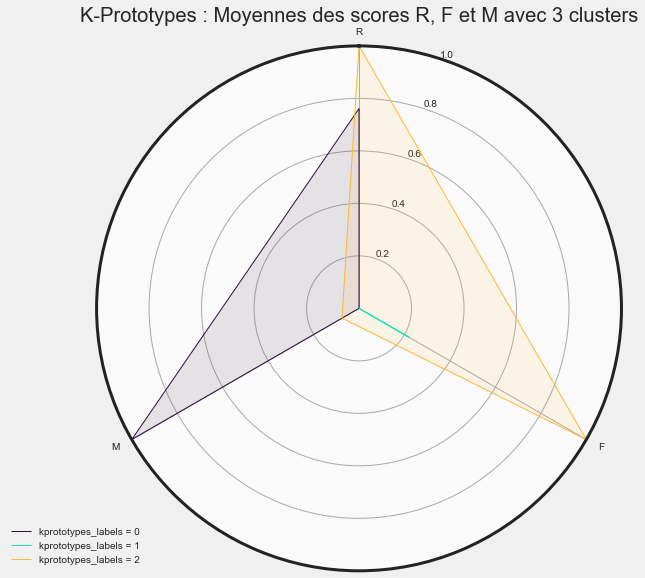 K-Prototypes : Moyennes des scores R, F et M avec 3 clusters
R
1.0
0.8
0.6
0.4
0.2
M
F
kprototypes_labels = 0
kprototypes_labels = 1
kprototypes_labels = 2